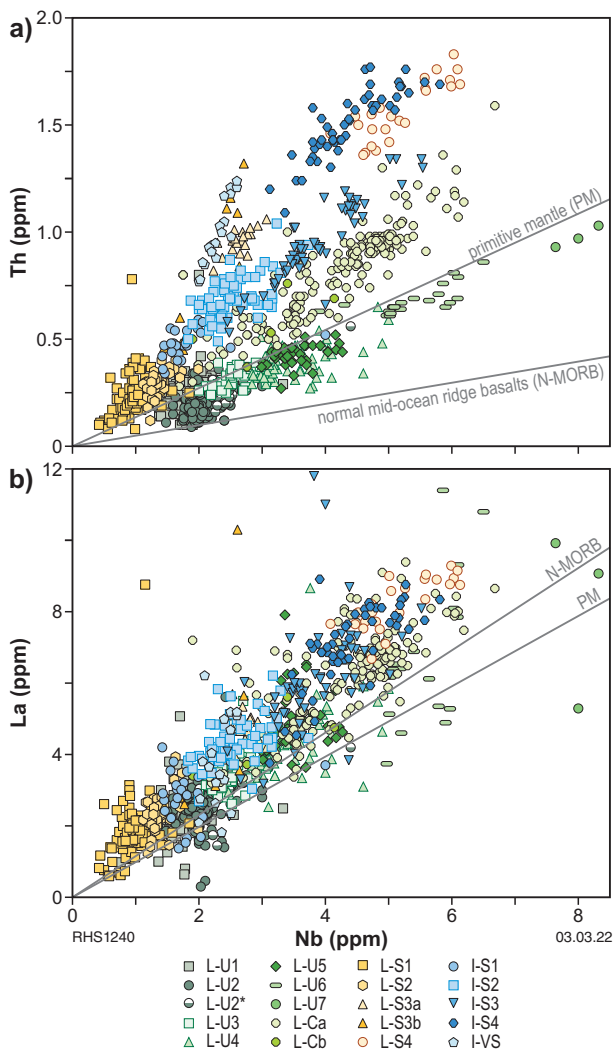 a)
2.0
1.5
1.0
0.5
0
Th (ppm)
primitive mantle (PM)
normal mid-ocean ridge basalts (N-MORB)
b)
12
8
4
0
La (ppm)
N-MORB
PM
0 2 4 6 8
RHS1240 Nb (ppm) 03.03.22
L-U1 L-U5 L-S1 I-S1
L-U2 L-U6 L-S2 I-S2
L-U2* L-U7 L-S3a I-S3
L-U3 L-Ca L-S3b I-S4
L-U4 L-Cb L-S4 I-VS